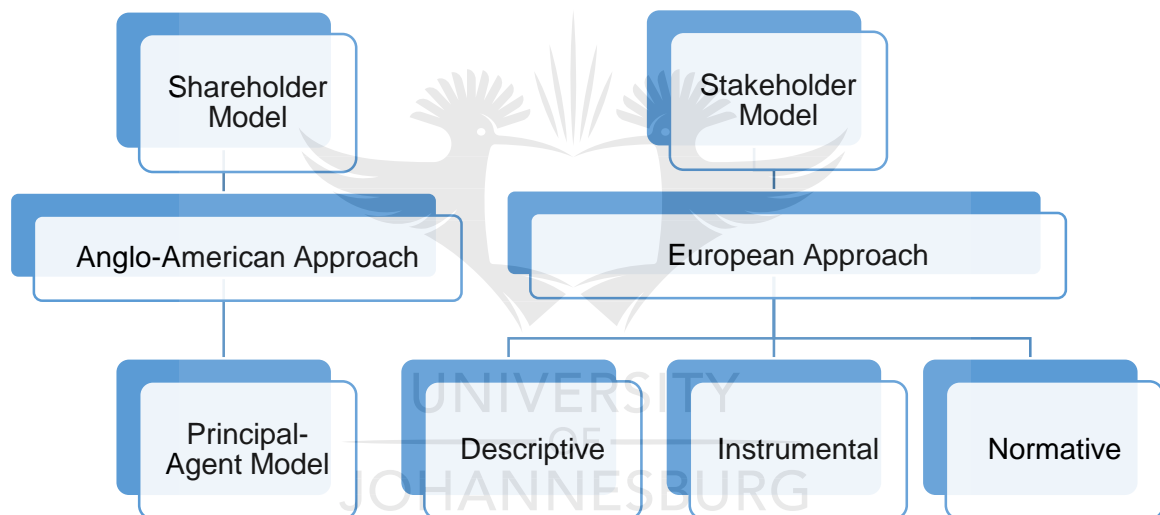 Shareholder
Model
Stakeholder
Model
Anglo-American Approach
European Approach
Principal-
Agent Model
Descriptive
Instrumental
Normative
UNIVERSITY
OF
JOHANNESBURG